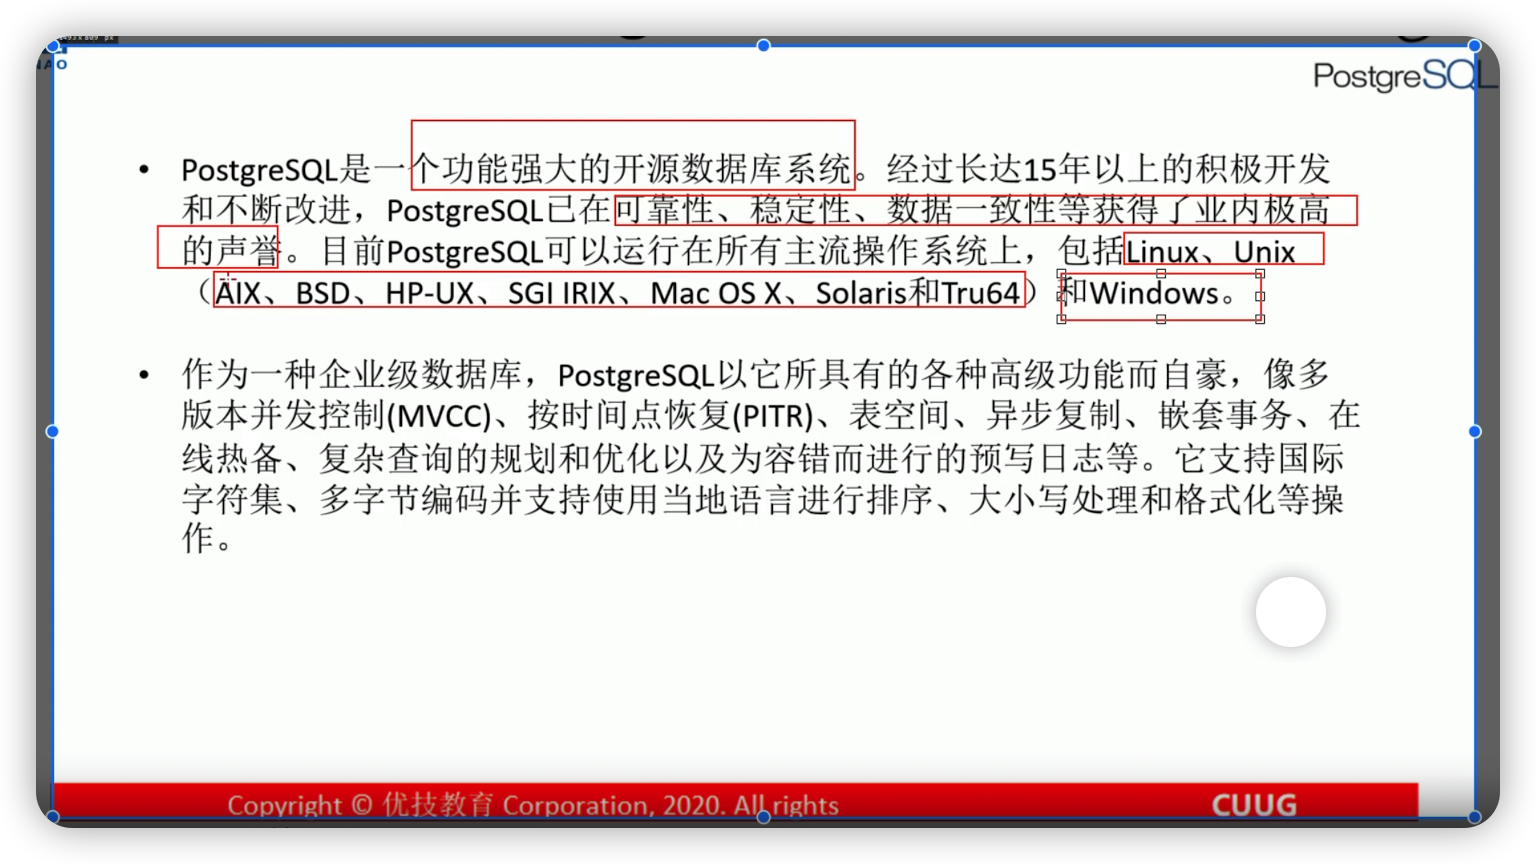 PostgreSQL
• PostgreSQL是一个功能强大的开源数据库系统。经过长达15年以上的积极开发
和不断改进，PostgreSQL已在可靠性、稳定性、数据一致性等获得了业内极高
的声誉。目前PostgreSQL可以运行在所有主流操作系统上，包括Linux、Unix
（AIX、BSD、HP-UX、SGI IRIX、Mac OS X、Solaris和Tru64）和Windows。
• 作为一种企业级数据库，PostgreSQL以它所具有的各种高级功能而自豪，像多
版本并发控制(MVCC)、按时间点恢复(PITR)、表空间、异步复制、嵌套事务、在
线热备、复杂查询的规划和优化以及为容错而进行的预写日志等。它支持国际
字符集、多字节编码并支持使用当地语言进行排序、大小写处理和格式化等操
作。
Copyright © 优技教育 Corporation, 2020. All rights
CUUG